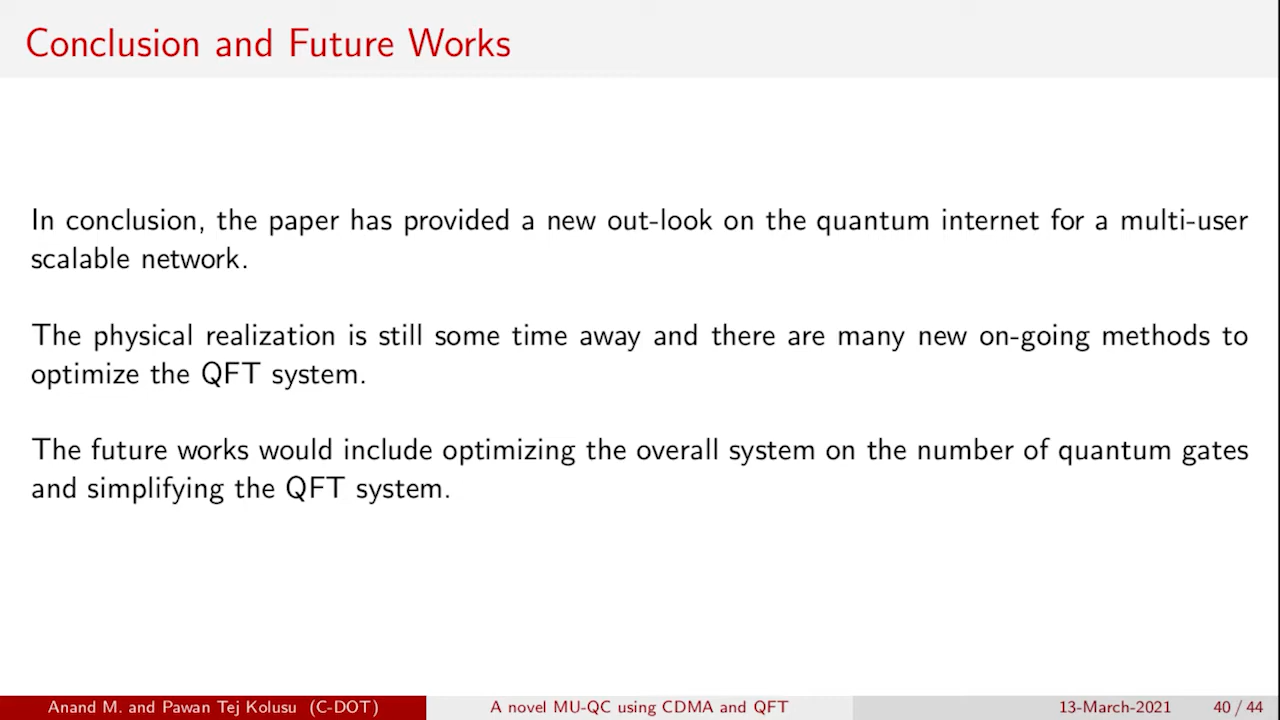 Conclusion and Future Works
In conclusion, the paper has provided a new out-look on the quantum internet for a multi-user
scalable network.
The physical realization is still some time away and there are many new on-going methods to
optimize the QFT system.
The future works would include optimizing the overall system on the number of quantum gates
and simplifying the QFT system.
Anand M. and Pawan Tej Kolusu (C-DOT) A novel MU-QC using CDMA and QFT 13-March-2021 40 / 44